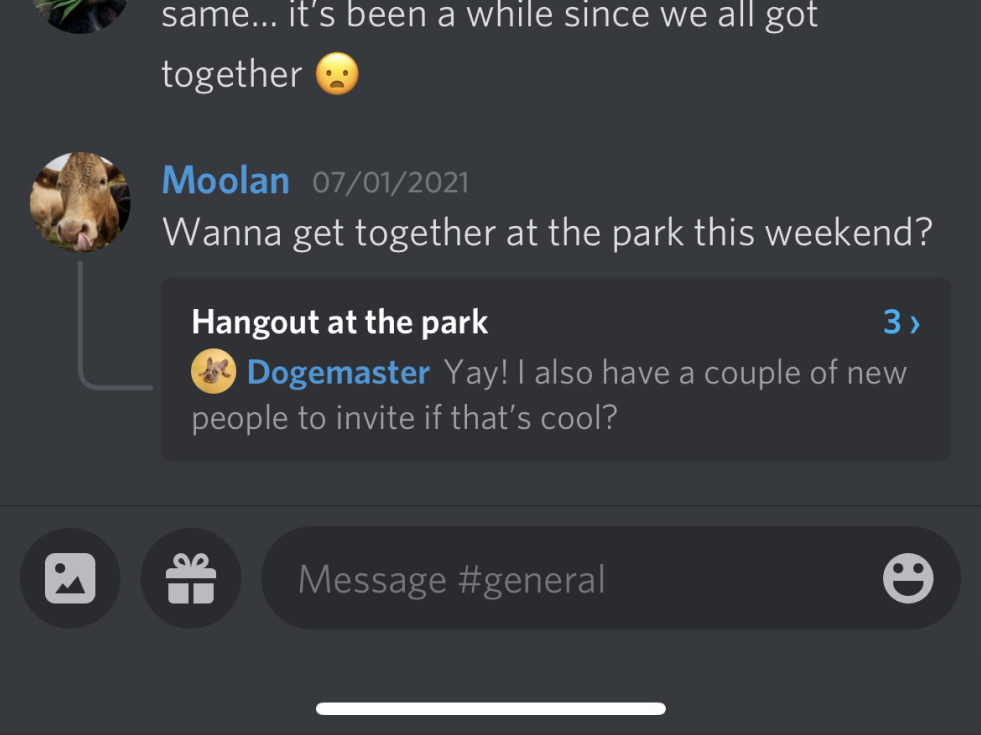 same... it's been a while since we all got
together 😦
Moolan 07/01/2021
Wanna get together at the park this weekend?
Hangout at the park 3 ›
Dogemaster Yay! I also have a couple of new
people to invite if that's cool?
Message #general